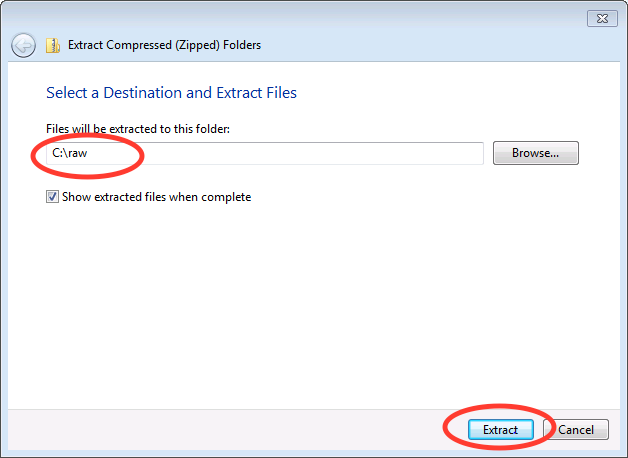 Extract Compressed (Zipped) Folders
Select a Destination and Extract Files
Files will be extracted to this folder:
C:\raw
Browse...
Show extracted files when complete
Extract
Cancel